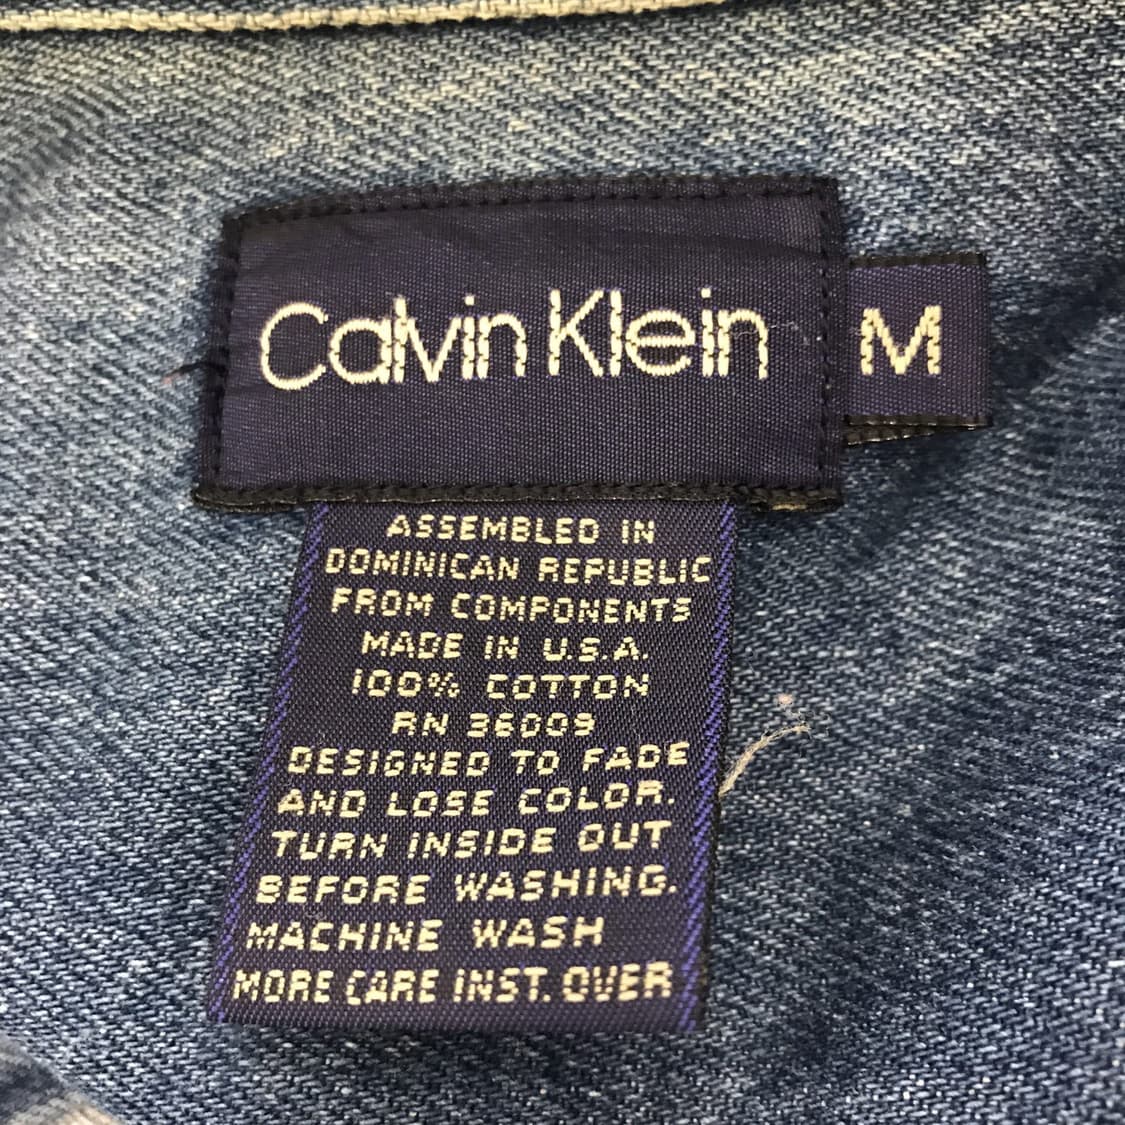 Calvin Klein
M
ASSEMBLED IN
DOMINICAN REPUBLIC
FROM COMPONENTS
MADE IN U.S.A.
100% COTTON
RN 36009
DESIGNED TO FADE
AND LOSE COLOR.
TURN INSIDE OUT
BEFORE WASHING.
MACHINE WASH
MORE CARE INST. OVER